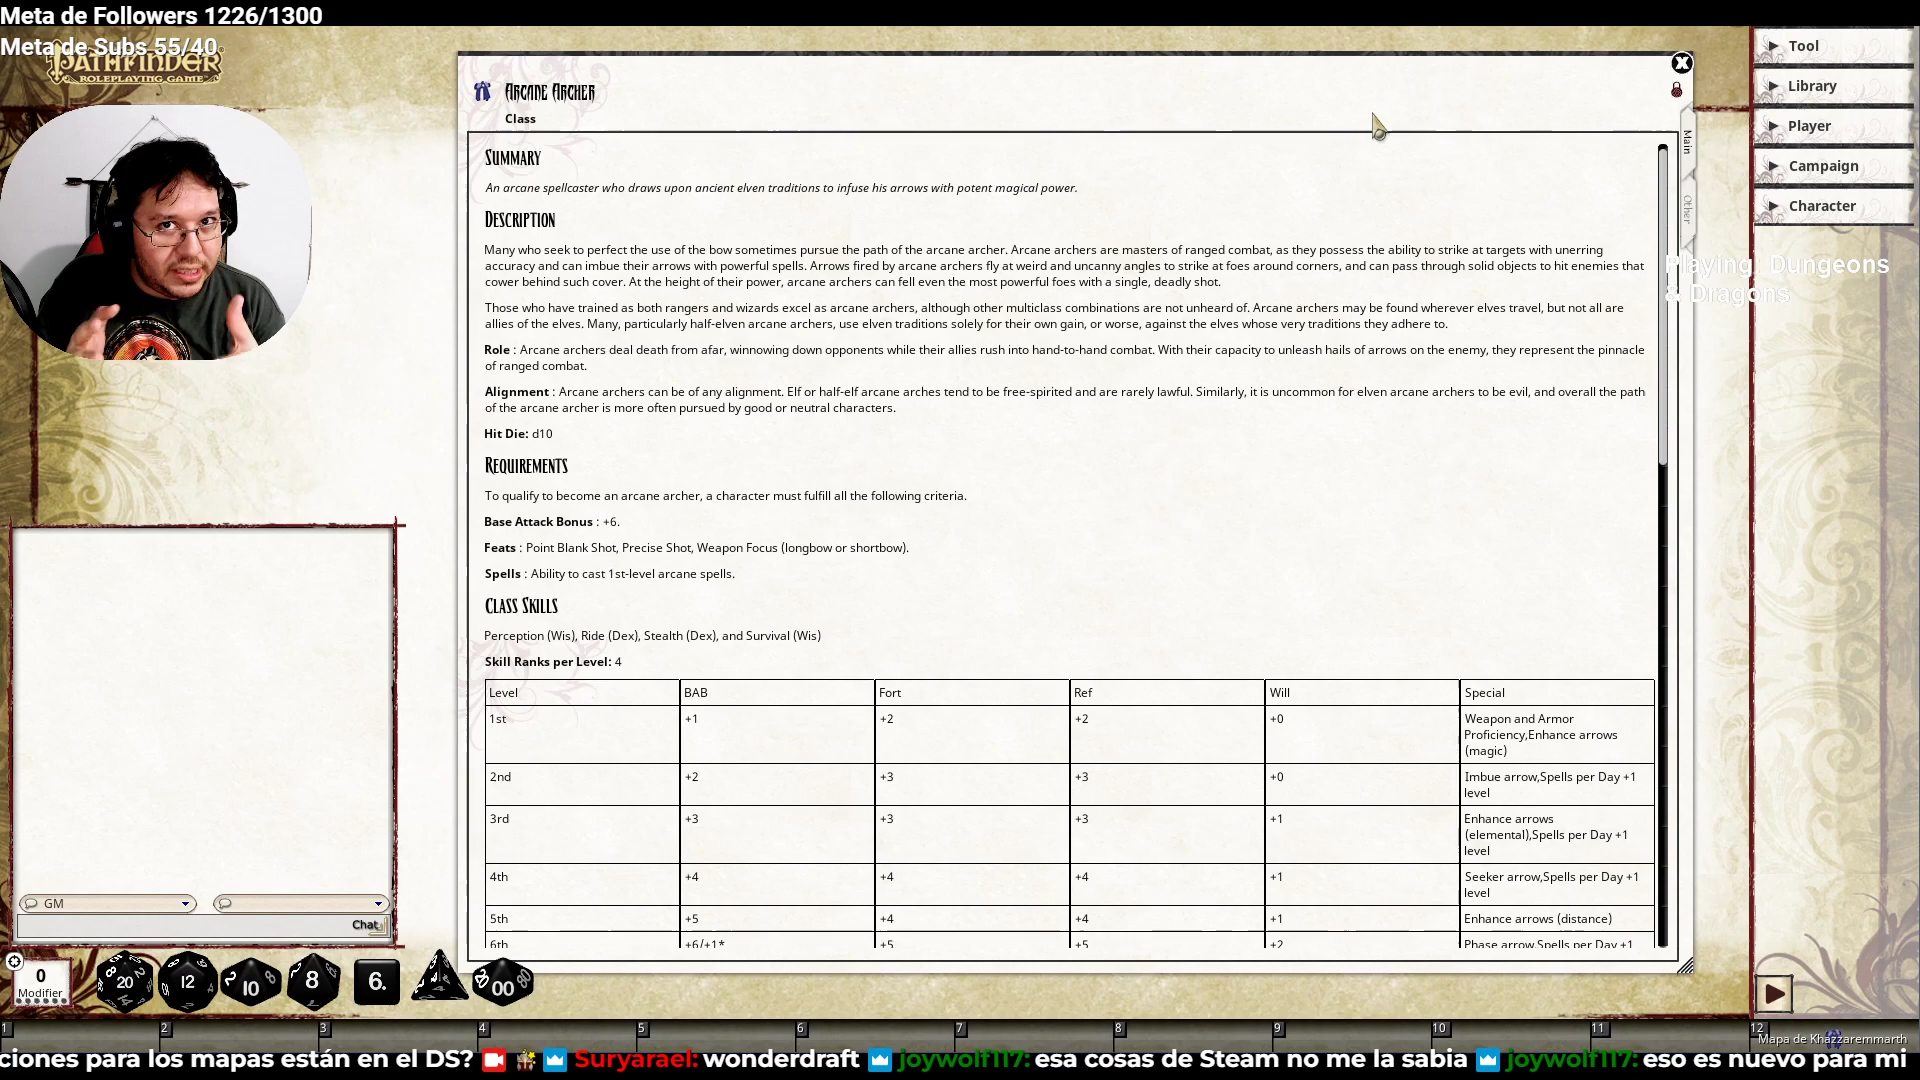 Meta de Followers 1226/1300
Meta de Subs 55/40
PATHFINDER
ROLEPLAYING GAME
Arcane Archer
Class
Summary
An arcane spellcaster who draws upon ancient elven traditions to infuse his arrows with potent magical power.
Description
Many who seek to perfect the use of the bow sometimes pursue the path of the arcane archer. Arcane archers are masters of ranged combat, as they possess the ability to strike at targets with unerring
accuracy and can imbue their arrows with powerful spells. Arrows fired by arcane archers fly at weird and uncanny angles to strike at foes around corners, and can pass through solid objects to hit enemies that
cower behind such cover. At the height of their power, arcane archers can fell even the most powerful foes with a single, deadly shot.
Those who have trained as both rangers and wizards excel as arcane archers, although other multiclass combinations are not unheard of. Arcane archers may be found wherever elves travel, but not all are
allies of the elves. Many, particularly half-elven arcane archers, use elven traditions solely for their own gain, or worse, against the elves whose very traditions they adhere to.
Role : Arcane archers deal death from afar, winnowing down opponents while their allies rush into hand-to-hand combat. With their capacity to unleash hails of arrows on the enemy, they represent the pinnacle
of ranged combat.
Alignment : Arcane archers can be of any alignment. Elf or half-elf arcane arches tend to be free-spirited and are rarely lawful. Similarly, it is uncommon for elven arcane archers to be evil, and overall the path
of the arcane archer is more often pursued by good or neutral characters.
Hit Die: d10
Requirements
To qualify to become an arcane archer, a character must fulfill all the following criteria.
Base Attack Bonus : +6.
Feats : Point Blank Shot, Precise Shot, Weapon Focus (longbow or shortbow).
Spells : Ability to cast 1st-level arcane spells.
Class Skills
Perception (Wis), Ride (Dex), Stealth (Dex), and Survival (Wis)
Skill Ranks per Level: 4
Level BAB Fort Ref Will Special
1st +1 +2 +2 +0 Weapon and Armor
Proficiency,Enhance arrows
(magic)
2nd +2 +3 +3 +0 Imbue arrow,Spells per Day +1
level
3rd +3 +3 +3 +1 Enhance arrows
(elemental),Spells per Day +1
level
4th +4 +4 +4 +1 Seeker arrow,Spells per Day +1
level
5th +5 +4 +4 +1 Enhance arrows (distance)
6th +6/+1* +5 +5 +2 Phase arrow,Spells per Day +1
Main
Other
Tool
Library
Player
Campaign
Character
Playing: Dungeons
& Dragons
GM
Chat
0
Modifier
20 12 10 8 6. 4 00
1 2 3 4 5 6 7 8 9 10 11 12
Mapa de Khazzaremmarth
ciones para los mapas están en el DS? Suryarael: wonderdraft joywolf117: esa cosas de Steam no me la sabia joywolf117: eso es nuevo para mi